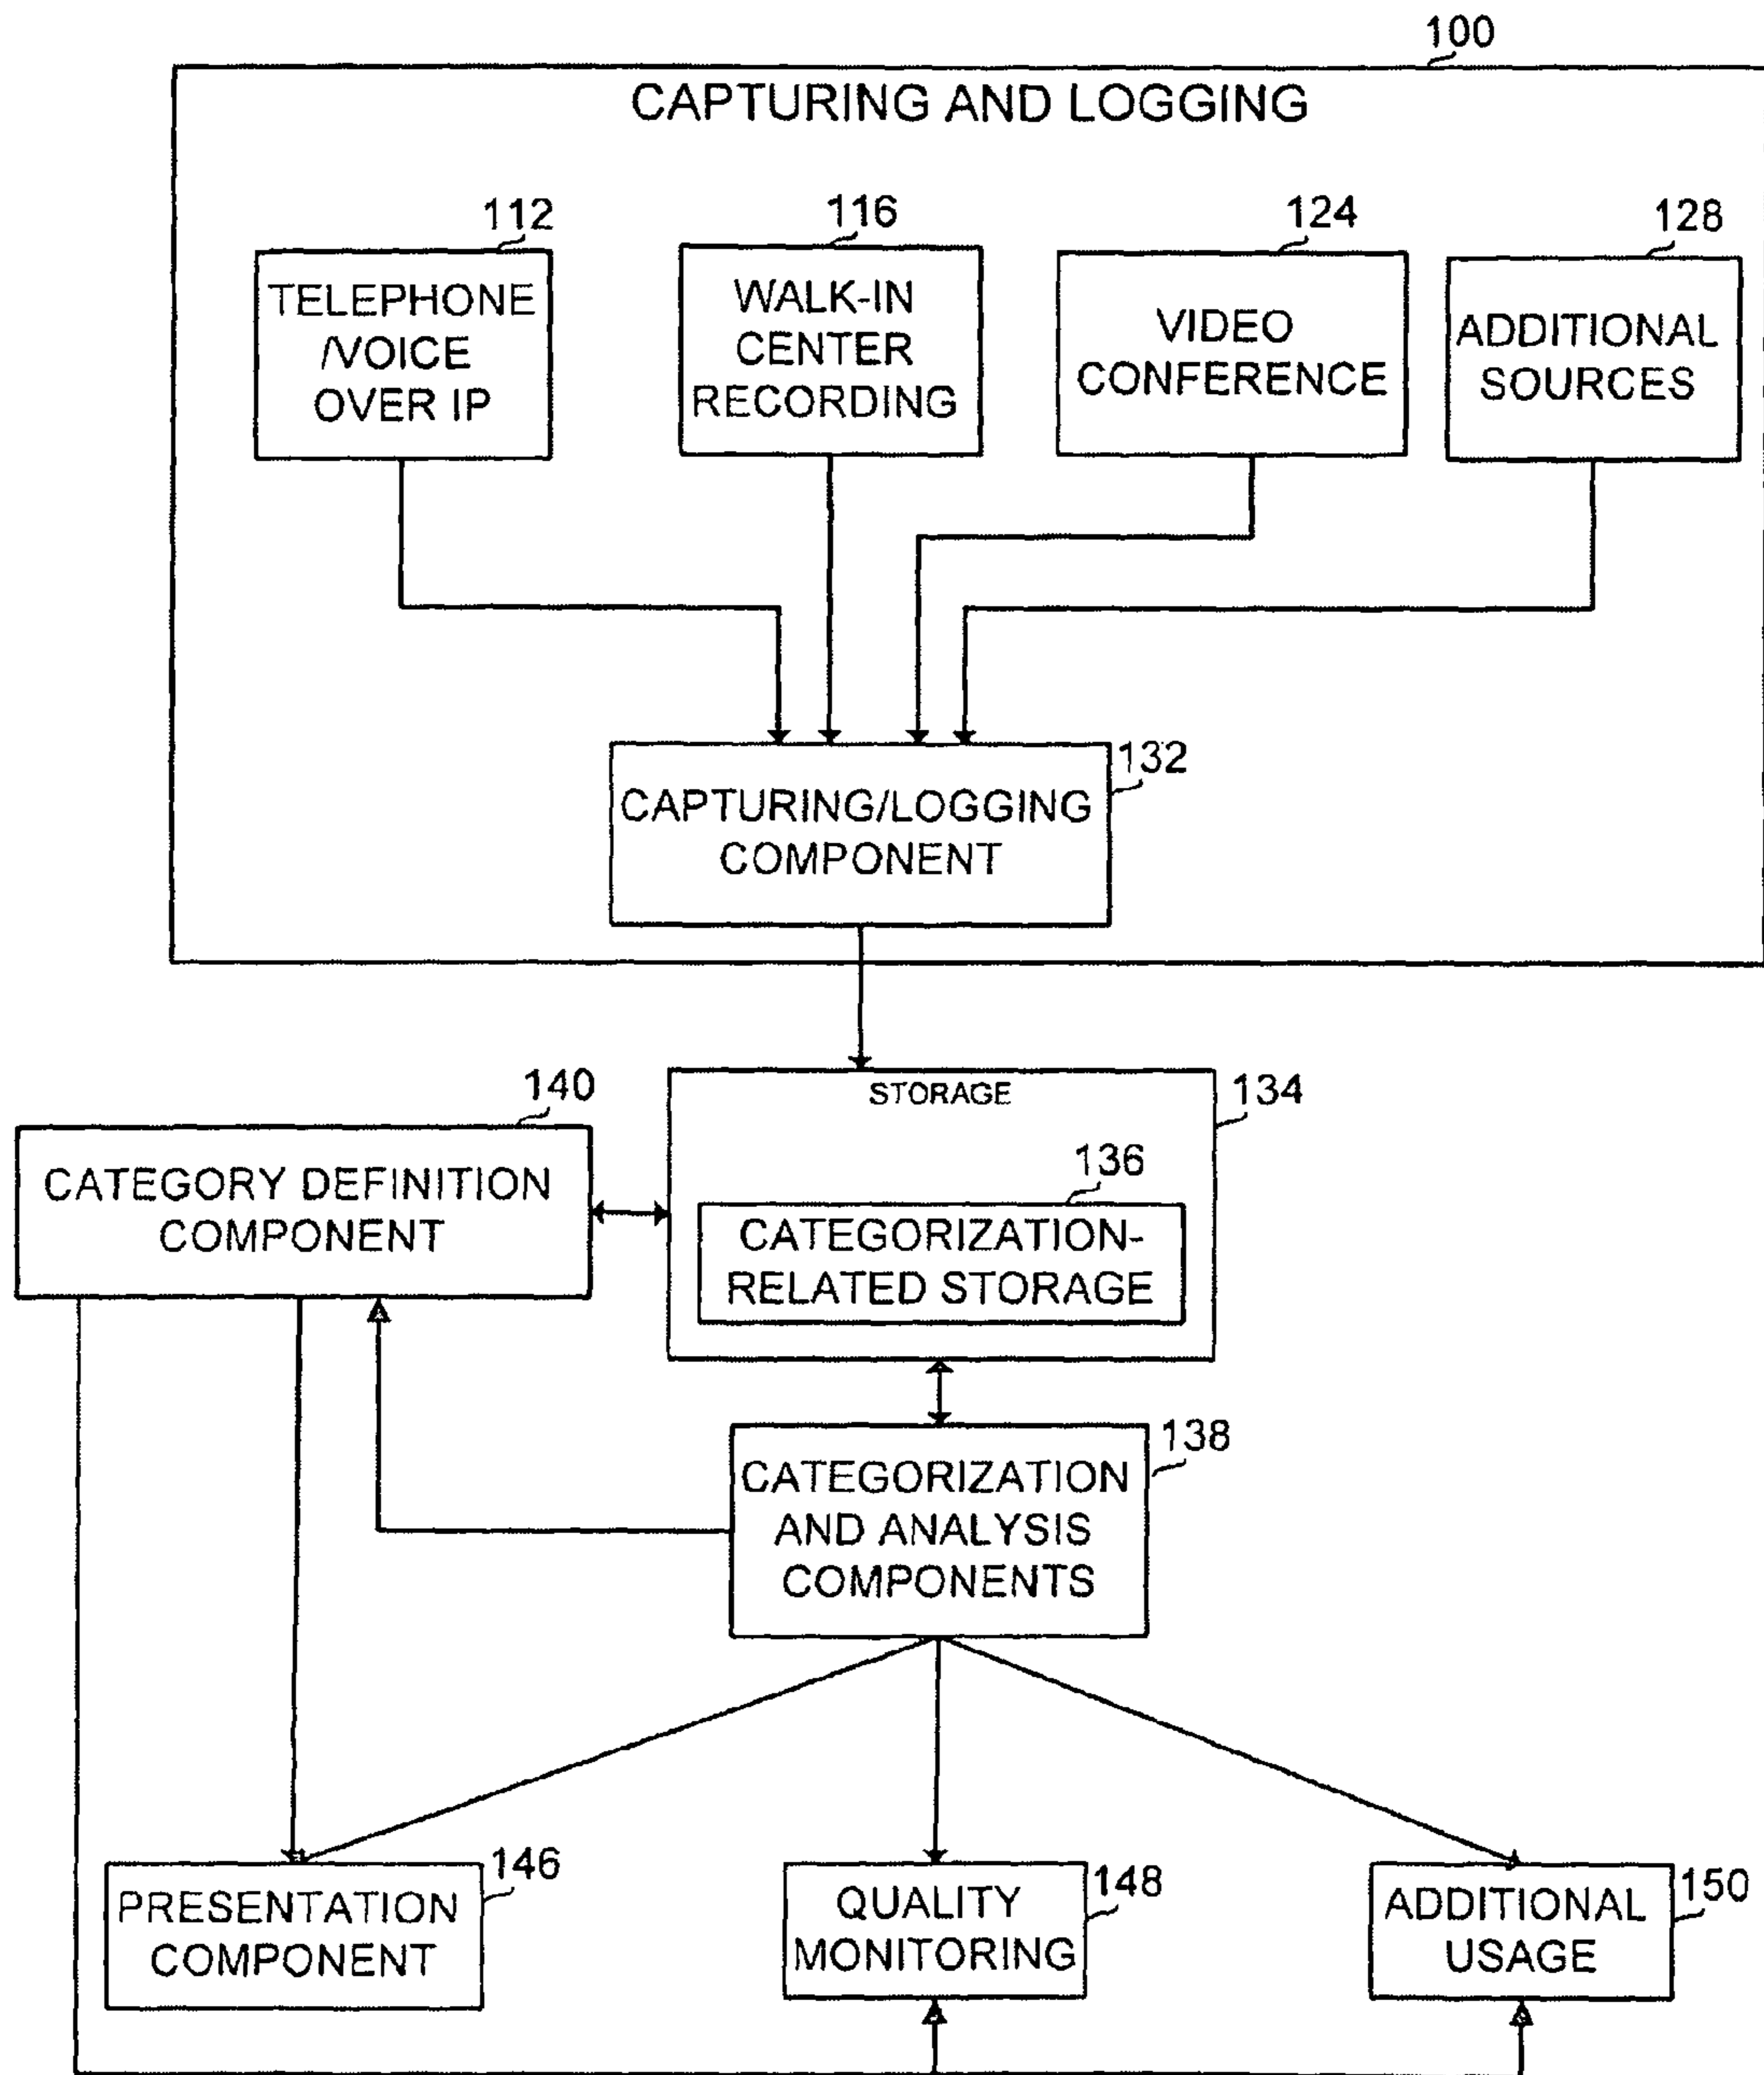 100
CAPTURING AND LOGGING
112
116
124
128
TELEPHONE
/VOICE
OVER IP
WALK-IN
CENTER
RECORDING
VIDEO
CONFERENCE
ADDITIONAL
SOURCES
132
CAPTURING/LOGGING
COMPONENT
140
CATEGORY DEFINITION
COMPONENT
STORAGE
134
136
CATEGORIZATION-
RELATED STORAGE
138
CATEGORIZATION
AND ANALYSIS
COMPONENTS
146
PRESENTATION
COMPONENT
148
QUALITY
MONITORING
150
ADDITIONAL
USAGE